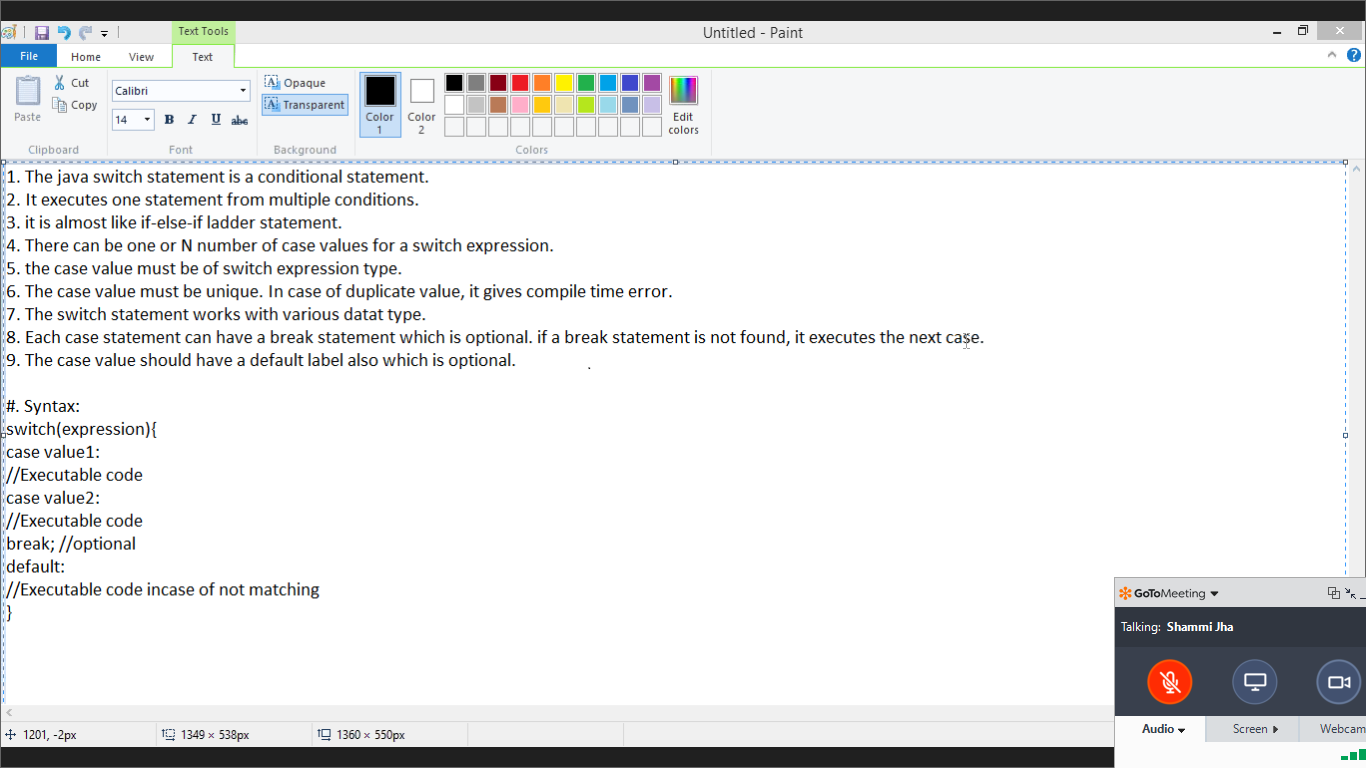 Text Tools
Untitled - Paint
File
Home
View
Text
Paste
Cut
Copy
Clipboard
Calibri
14
B I U abc
Font
Opaque
Transparent
Background
Color 1
Color 2
Edit colors
Colors
1. The java switch statement is a conditional statement.
2. It executes one statement from multiple conditions.
3. it is almost like if-else-if ladder statement.
4. There can be one or N number of case values for a switch expression.
5. the case value must be of switch expression type.
6. The case value must be unique. In case of duplicate value, it gives compile time error.
7. The switch statement works with various datat type.
8. Each case statement can have a break statement which is optional. if a break statement is not found, it executes the next case.
9. The case value should have a default label also which is optional.
#. Syntax:
switch(expression){
case value1:
//Executable code
case value2:
//Executable code
break; //optional
default:
//Executable code incase of not matching
}
GoToMeeting
Talking: Shammi Jha
Audio
Screen
Webcam
1201, -2px
1349 × 538px
1360 × 550px